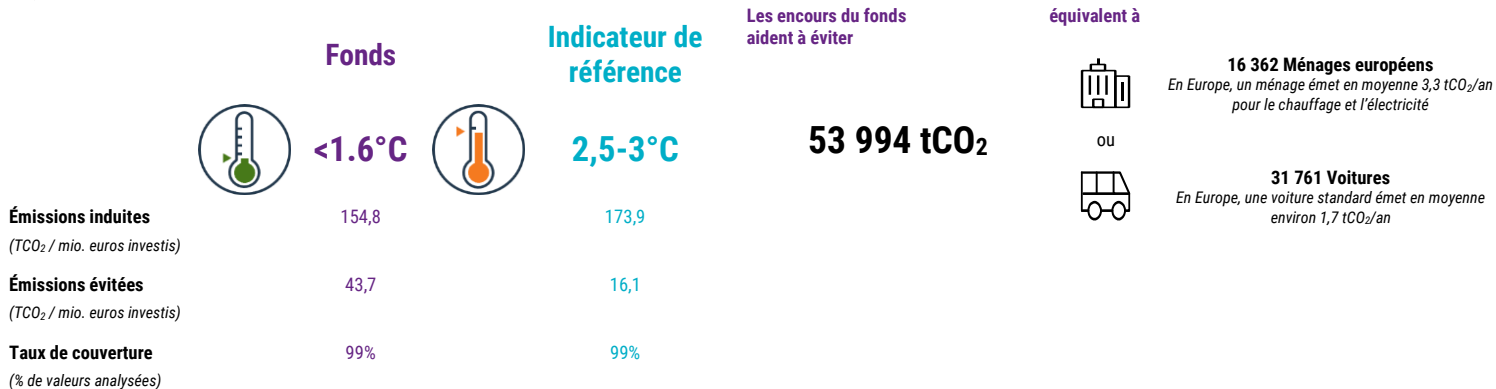 Fonds
Indicateur de
référence
<1.6°C
2,5-3°C
Émissions induites
154,8
173,9
(TCO₂ / mio. euros investis)
Émissions évitées
43,7
16,1
(TCO₂ / mio. euros investis)
Taux de couverture
99%
99%
(% de valeurs analysées)
Les encours du fonds
aident à éviter
53 994 tCO₂
équivalent à
16 362 Ménages européens
En Europe, un ménage émet en moyenne 3,3 tCO₂/an
pour le chauffage et l’électricité
ou
31 761 Voitures
En Europe, une voiture standard émet en moyenne
environ 1,7 tCO₂/an